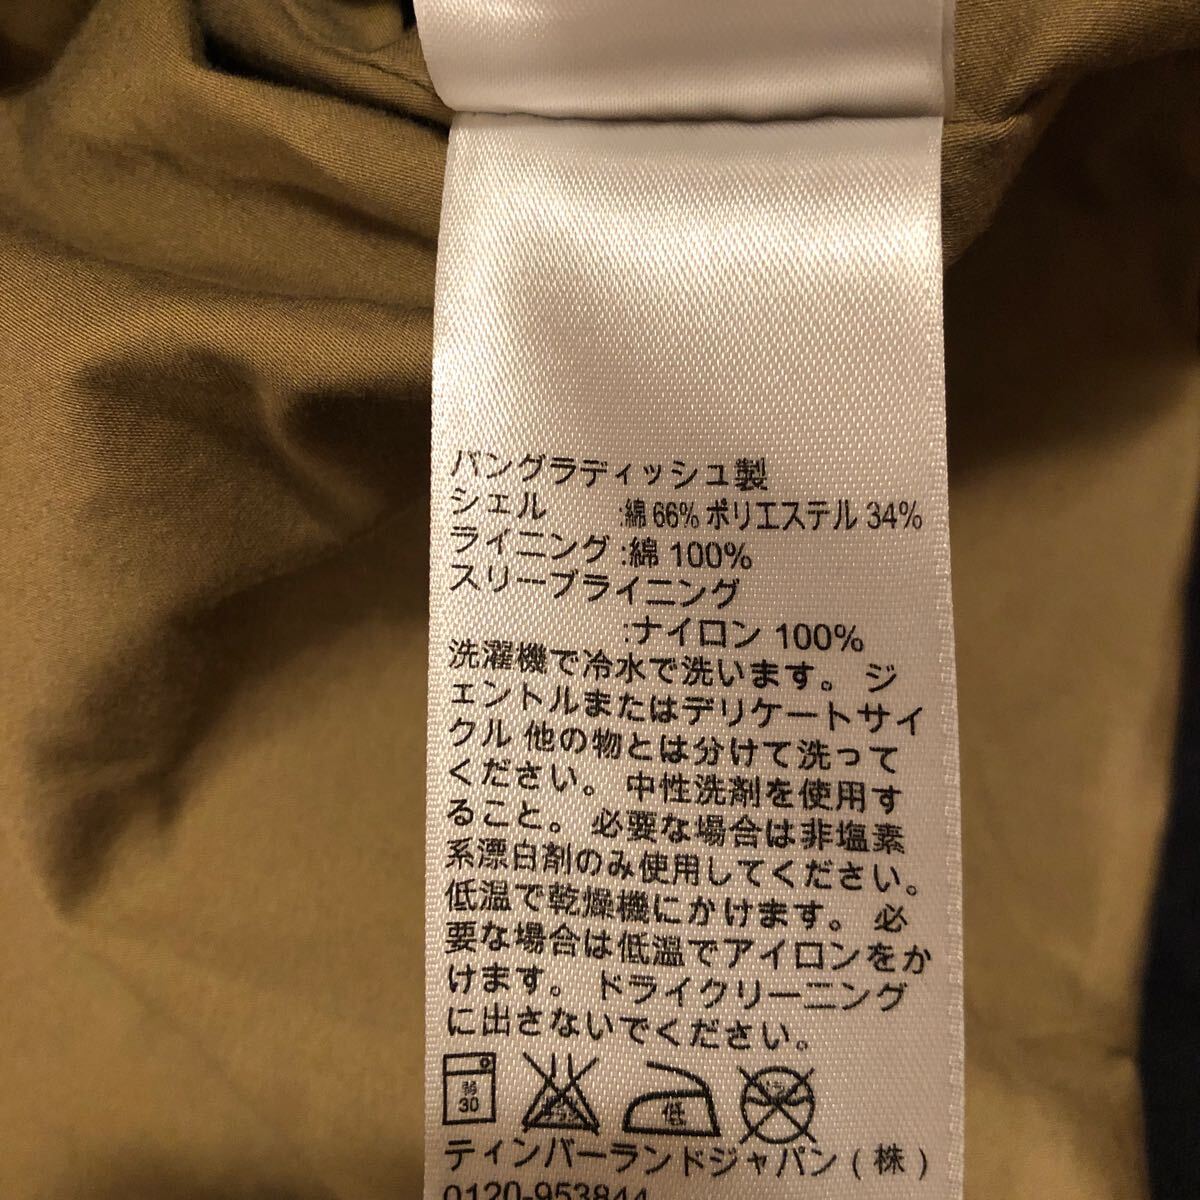 バングラディッシュ製
シェル :綿 66% ポリエステル 34%
ライニング :綿 100%
スリーブライニング
:ナイロン 100%
洗濯機で冷水で洗います。 ジ
ェントルまたはデリケートサイ
クル 他の物とは分けて洗って
ください。 中性洗剤を使用す
ること。 必要な場合は非塩素
系漂白剤のみ使用してください。
低温で乾燥機にかけます。 必
要な場合は低温でアイロンをか
けます。 ドライクリーニング
に出さないでください。
弱
30
低
ティンバーランドジャパン (株)
0120-953844